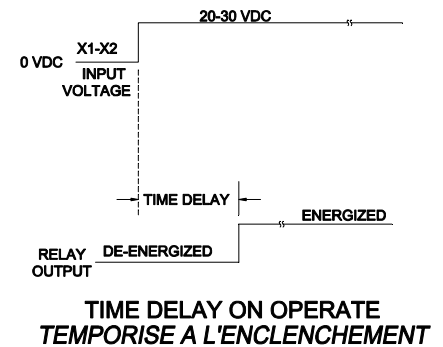 20-30 VDC
X1-X2
0 VDC
INPUT
VOLTAGE
TIME DELAY
ENERGIZED
DE-ENERGIZED
RELAY
OUTPUT
TIME DELAY ON OPERATE
TEMPORISE A L'ENCLENCHEMENT